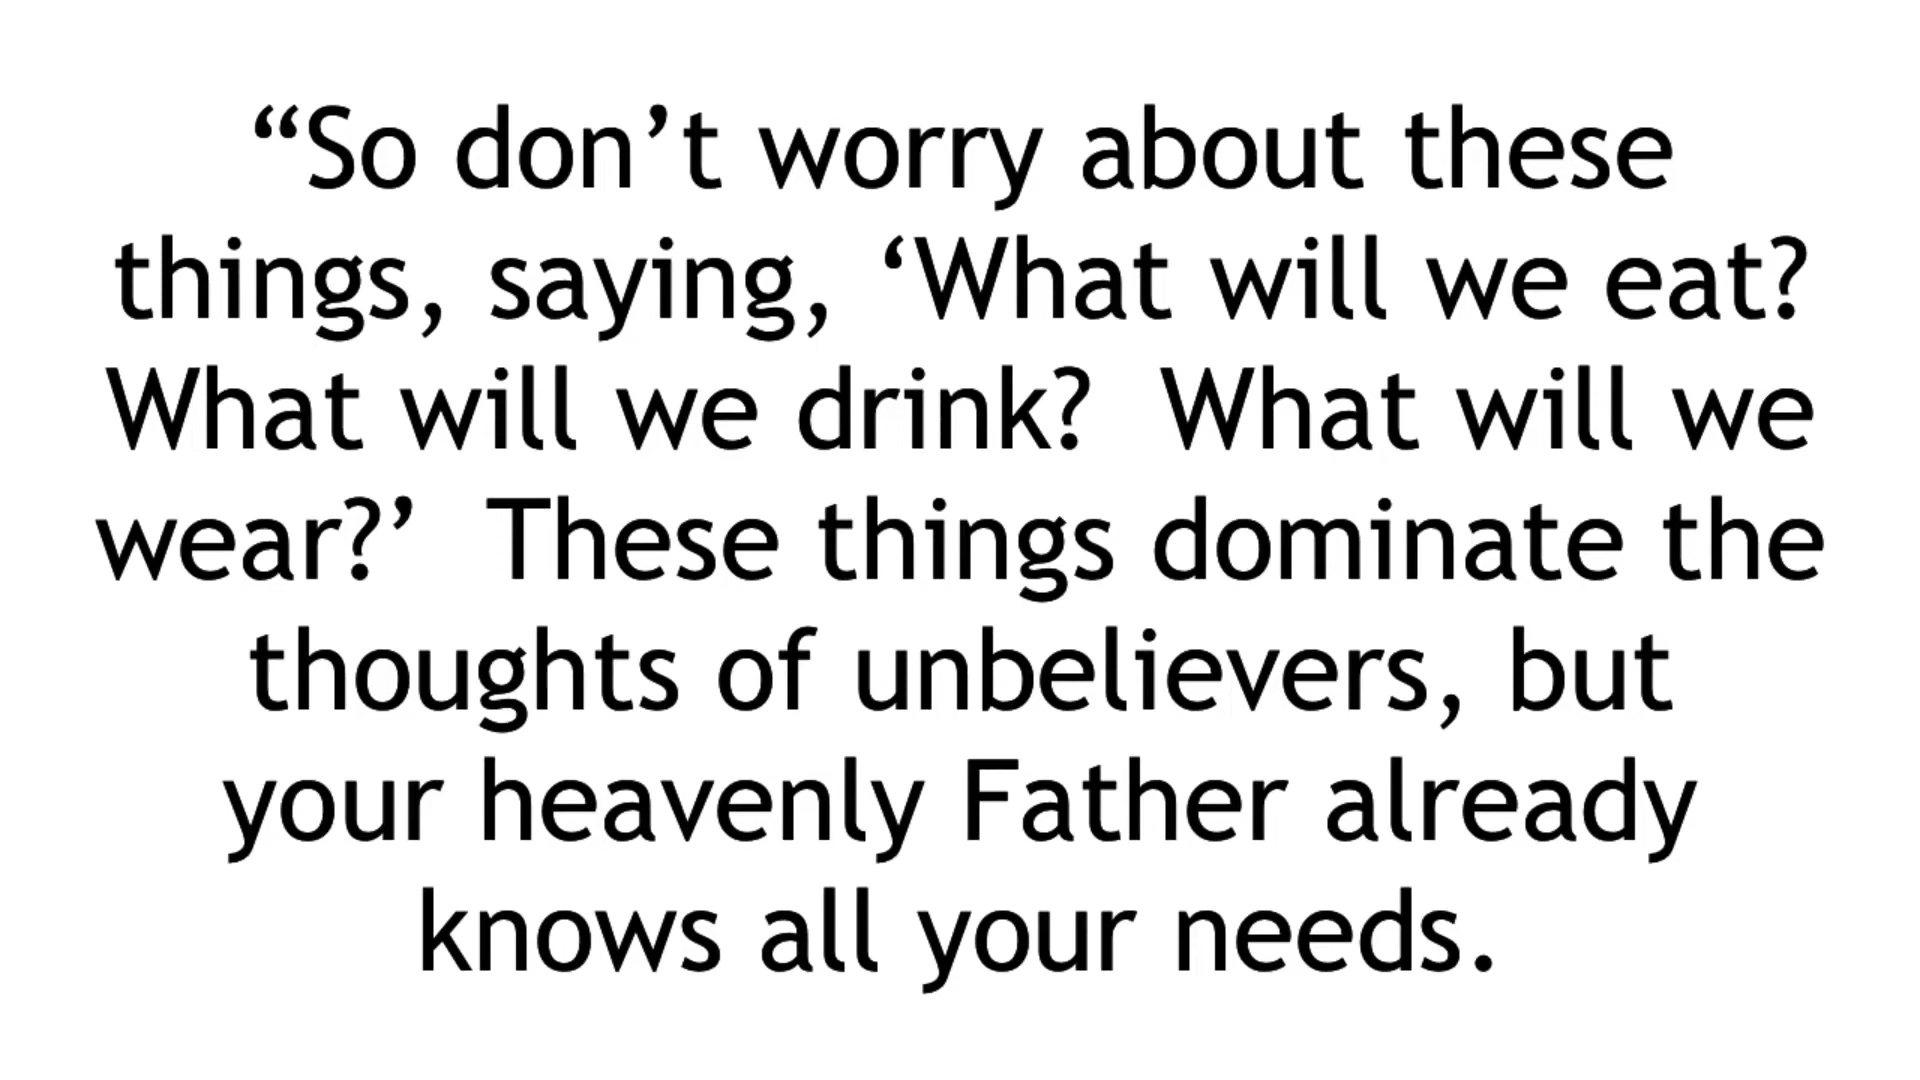 “So don’t worry about these
things, saying, ‘What will we eat?
What will we drink?  What will we
wear?’  These things dominate the
thoughts of unbelievers, but
your heavenly Father already
knows all your needs.